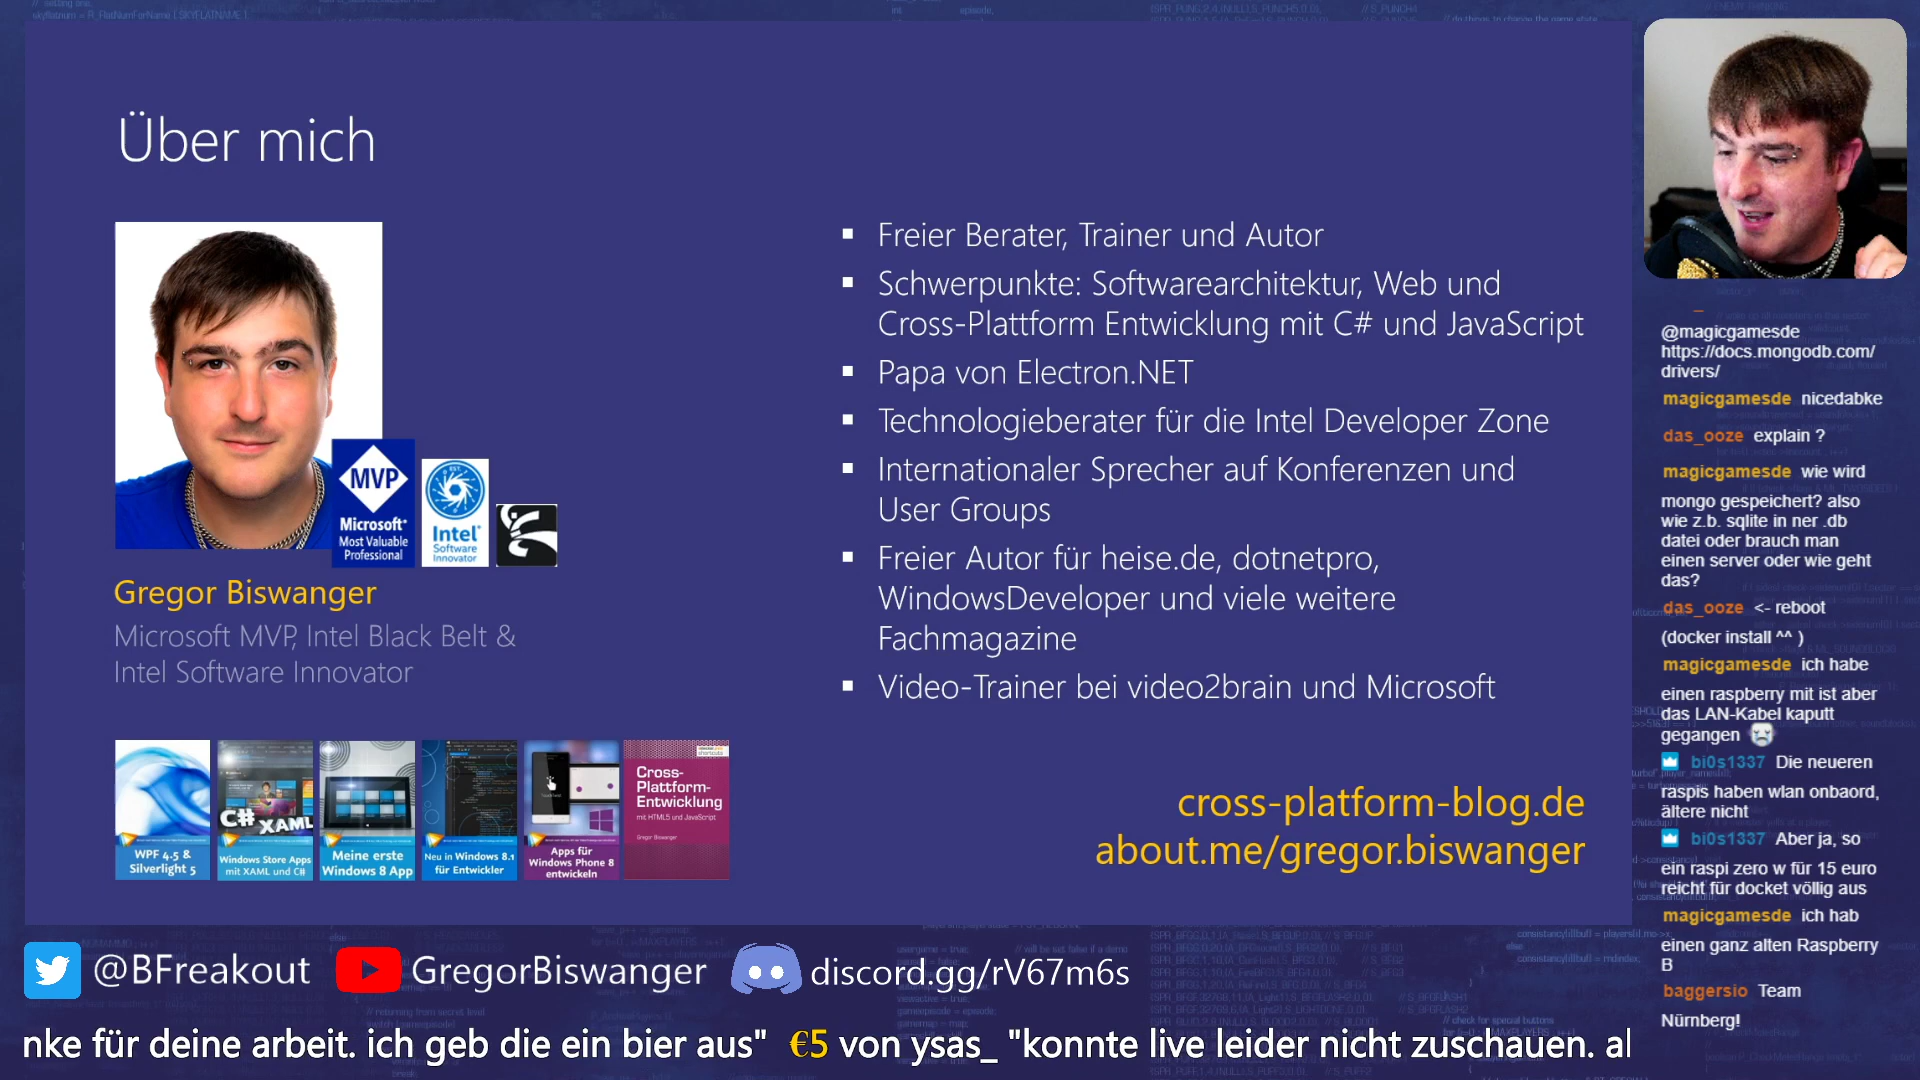 Über mich
Freier Berater, Trainer und Autor
Schwerpunkte: Softwarearchitektur, Web und
Cross-Plattform Entwicklung mit C# und JavaScript
Papa von Electron.NET
Technologieberater für die Intel Developer Zone
Internationaler Sprecher auf Konferenzen und
User Groups
Freier Autor für heise.de, dotnetpro,
WindowsDeveloper und viele weitere
Fachmagazine
Video-Trainer bei video2brain und Microsoft
MVP
Microsoft®
Most Valuable
Professional
Intel®
Software
Innovator
Gregor Biswanger
Microsoft MVP, Intel Black Belt &
Intel Software Innovator
WPF 4.5 &
Silverlight 5
C# XAML
Windows Store Apps
mit XAML und C#
Meine erste
Windows 8 App
Neu in Windows 8.1
für Entwickler
Apps für
Windows Phone 8
entwickeln
Cross-
Plattform-
Entwicklung
mit HTML5 und JavaScript
Gregor Biswanger
cross-platform-blog.de
about.me/gregor.biswanger
@magicgamesde
https://docs.mongodb.com/
drivers/
magicgamesde nicedabke
das_ooze explain ?
magicgamesde wie wird
mongo gespeichert? also
wie z.b. sqlite in ner .db
datei oder brauch man
einen server oder wie geht
das?
das_ooze <- reboot
(docker install ^^ )
magicgamesde ich habe
einen raspberry mit ist aber
das LAN-Kabel kaputt
gegangen
bi0s1337 Die neueren
raspis haben wlan onbaord,
ältere nicht
bi0s1337 Aber ja, so
ein raspi zero w für 15 euro
reicht für docket völlig aus
magicgamesde ich hab
einen ganz alten Raspberry
B
baggersio Team
Nürnberg!
@BFreakout GregorBiswanger discord.gg/rV67m6s
nke für deine arbeit. ich geb die ein bier aus" €5 von ysas_ "konnte live leider nicht zuschauen. al